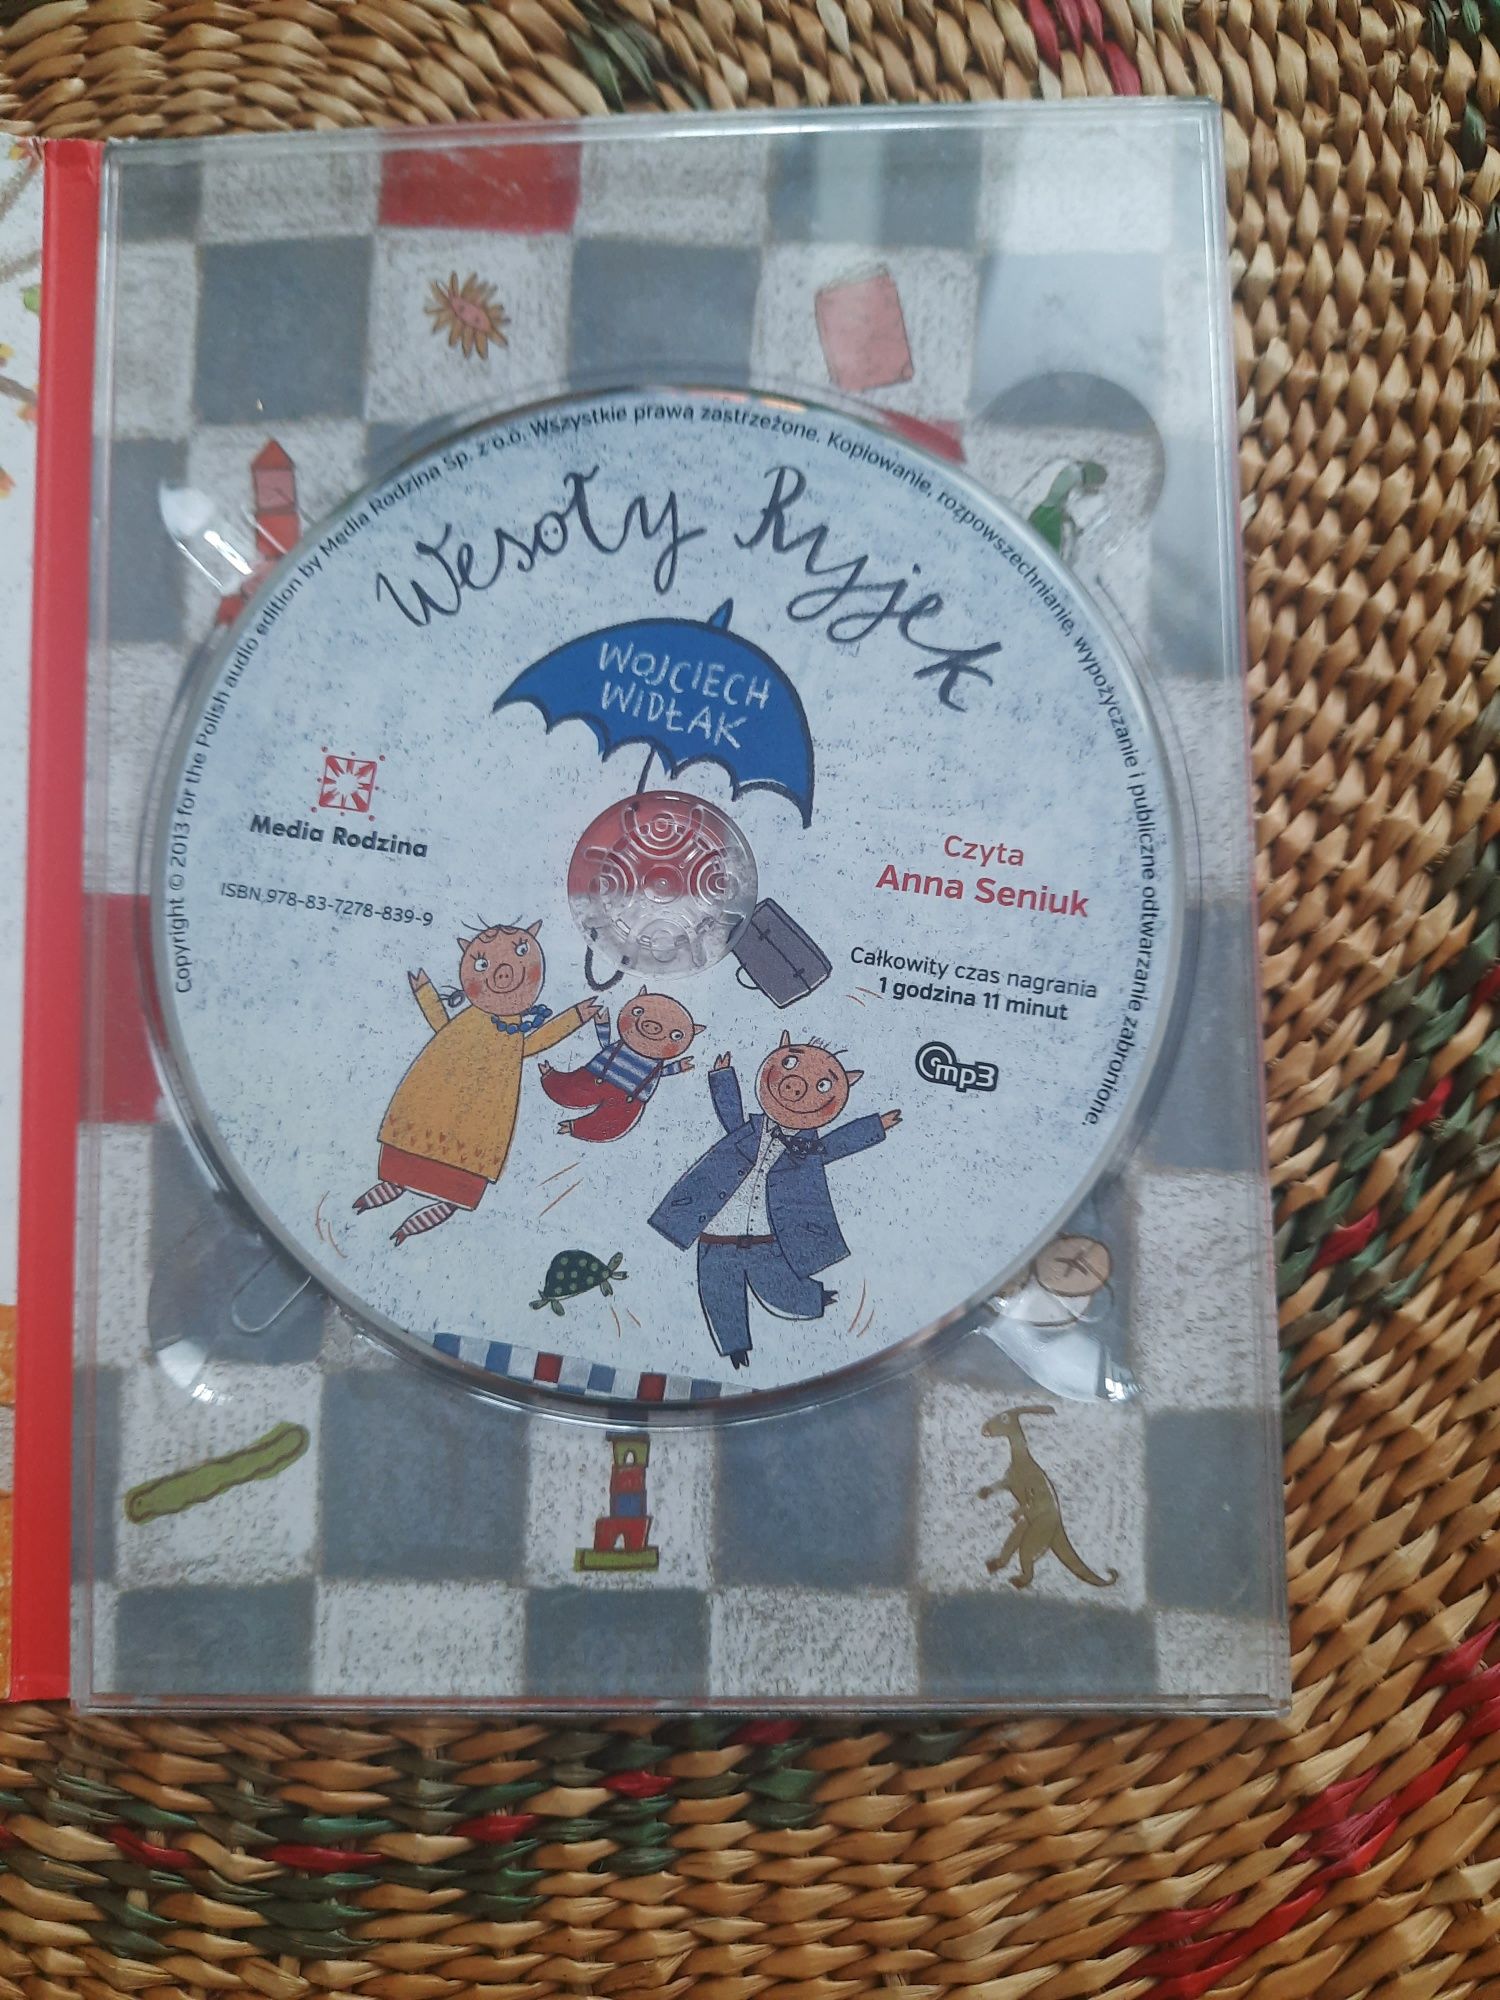 Copyright © 2013 for the Polish audio edition by Media Rodzina Sp. z o.o. Wszystkie prawa zastrzeżone. Kopiowanie, rozpowszechnianie, wypożyczanie i publiczne odtwarzanie zabronione.
Wesoły Ryjek
WOJCIECH
WIDŁAK
Media Rodzina
ISBN 978-83-7278-839-9
Czyta
Anna Seniuk
Całkowity czas nagrania
1 godzina 11 minut
mp3